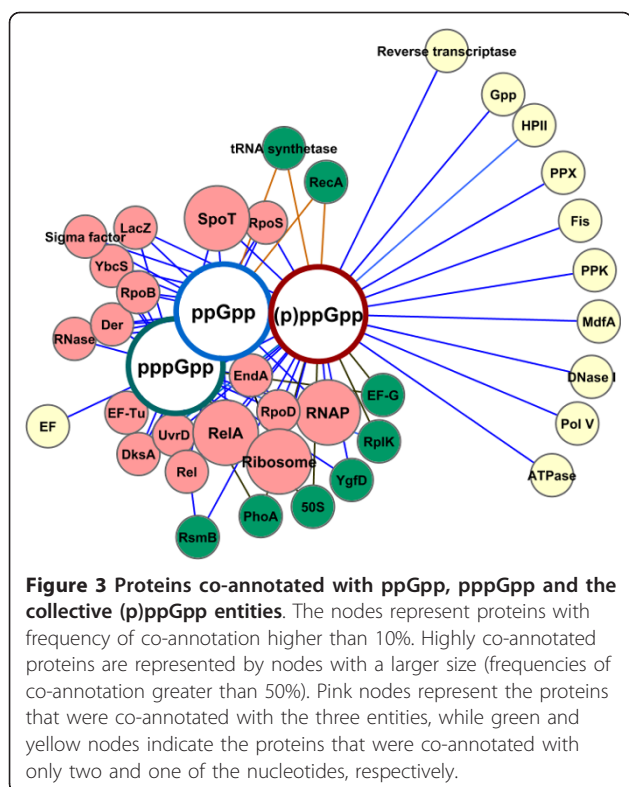 Reverse transcriptase
Gpp
HPII
tRNA synthetase
RecA
PPX
SpoT
RpoS
LacZ
Sigma factor
Fis
YbcS
PPK
RpoB
ppGpp
(p)ppGpp
MdfA
Der
RNase
pppGpp
DNase I
EndA
EF-G
EF-Tu
RpoD
RNAP
Pol V
EF
UvrD
RelA
RplK
DksA
Rel
Ribosome
YgfD
ATPase
PhoA
50S
RsmB
Figure 3 Proteins co-annotated with ppGpp, pppGpp and the
collective (p)ppGpp entities. The nodes represent proteins with
frequency of co-annotation higher than 10%. Highly co-annotated
proteins are represented by nodes with a larger size (frequencies of
co-annotation greater than 50%). Pink nodes represent the proteins
that were co-annotated with the three entities, while green and
yellow nodes indicate the proteins that were co-annotated with
only two and one of the nucleotides, respectively.